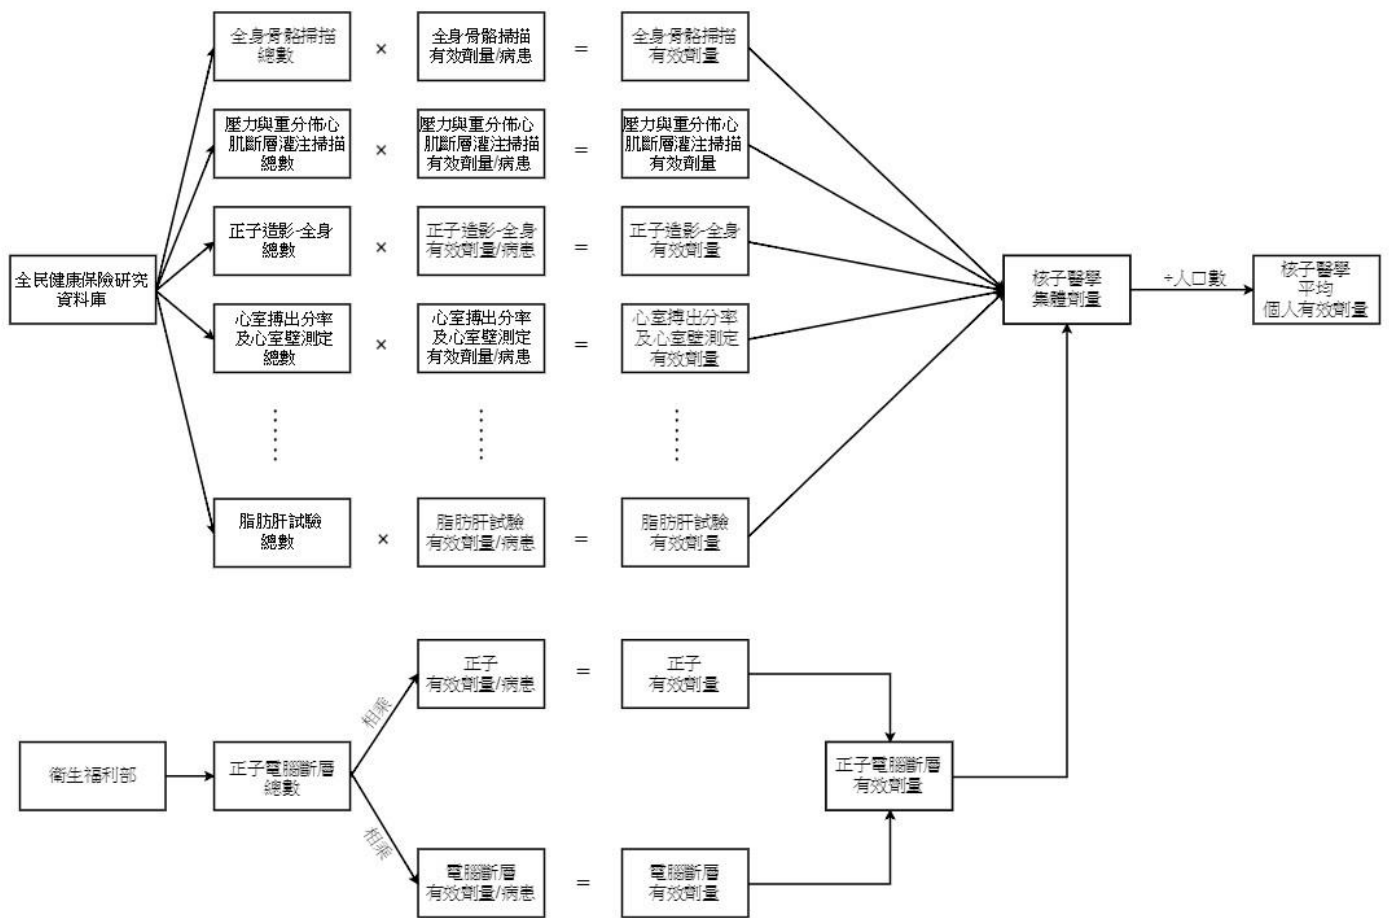 全身骨骼掃描
總數
×
全身骨骼掃描
有效劑量/病患
=
全身骨骼掃描
有效劑量
壓力與重分佈心
肌斷層灌注掃描
總數
×
壓力與重分佈心
肌斷層灌注掃描
有效劑量/病患
=
壓力與重分佈心
肌斷層灌注掃描
有效劑量
正子造影-全身
總數
×
正子造影-全身
有效劑量/病患
=
正子造影-全身
有效劑量
全民健康保險研究
資料庫
核子醫學
集體劑量
÷人口數
核子醫學
平均
個人有效劑量
心室搏出分率
及心室壁測定
總數
×
心室搏出分率
及心室壁測定
有效劑量/病患
=
心室搏出分率
及心室壁測定
有效劑量
脂肪肝試驗
總數
×
脂肪肝試驗
有效劑量/病患
=
脂肪肝試驗
有效劑量
正子
有效劑量/病患
=
正子
有效劑量
相乘
衛生福利部
正子電腦斷層
總數
正子電腦斷層
有效劑量
相乘
電腦斷層
有效劑量/病患
=
電腦斷層
有效劑量